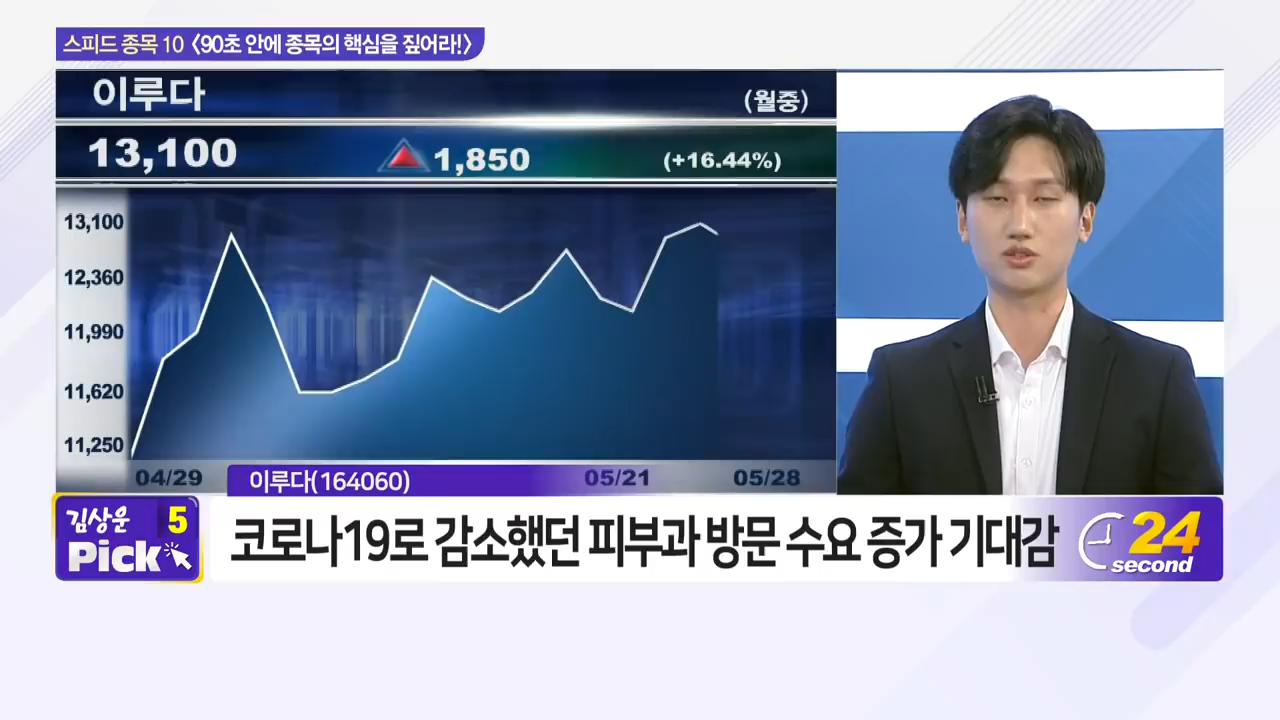 스피드 종목 10 〈90초 안에 종목의 핵심을 짚어라!〉
이루다 (월중)
13,100 1,850 (+16.44%)
13,100
12,360
11,990
11,620
11,250
04/29 05/21 05/28
이루다(164060)
김상운 5
Pick
코로나19로 감소했던 피부과 방문 수요 증가 기대감
24
second